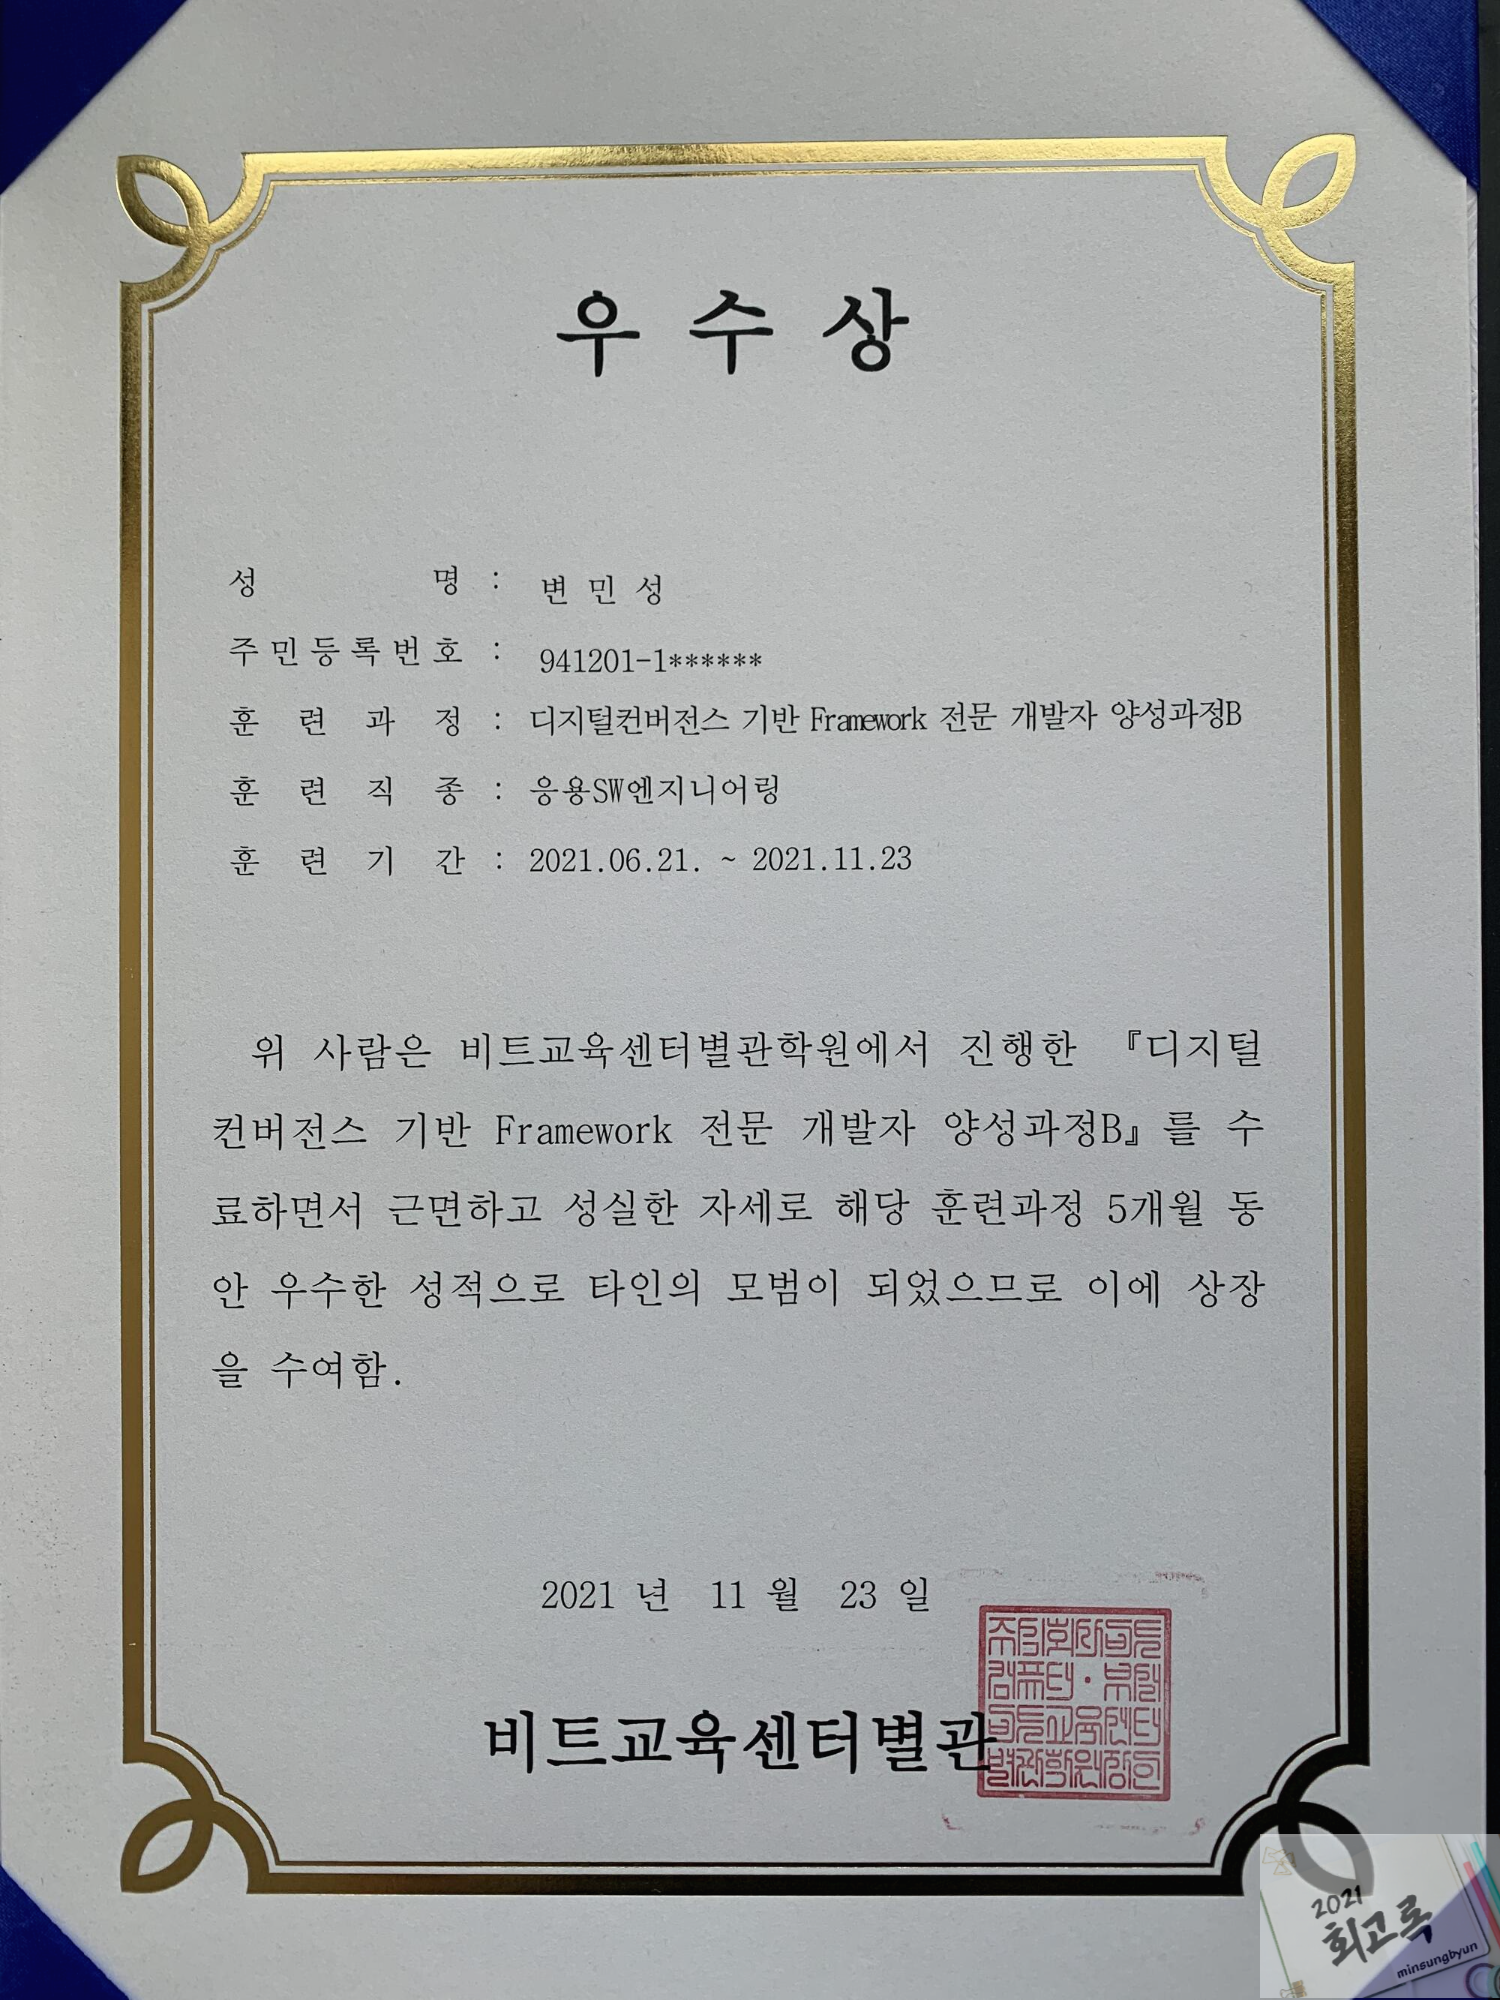 우 수 상
성 명 : 변 민 성
주민등록번호 : 941201-1******
훈 련 과 정 : 디지털컨버전스 기반 Framework 전문 개발자 양성과정B
훈 련 직 종 : 응용SW엔지니어링
훈 련 기 간 : 2021.06.21. ~ 2021.11.23
위 사람은 비트교육센터별관학원에서 진행한 『디지털
컨버전스 기반 Framework 전문 개발자 양성과정B』를 수
료하면서 근면하고 성실한 자세로 해당 훈련과정 5개월 동
안 우수한 성적으로 타인의 모범이 되었으므로 이에 상장
을 수여함.
2021 년 11 월 23 일
비트교육센터별관
2021
회고록
minsungbyun